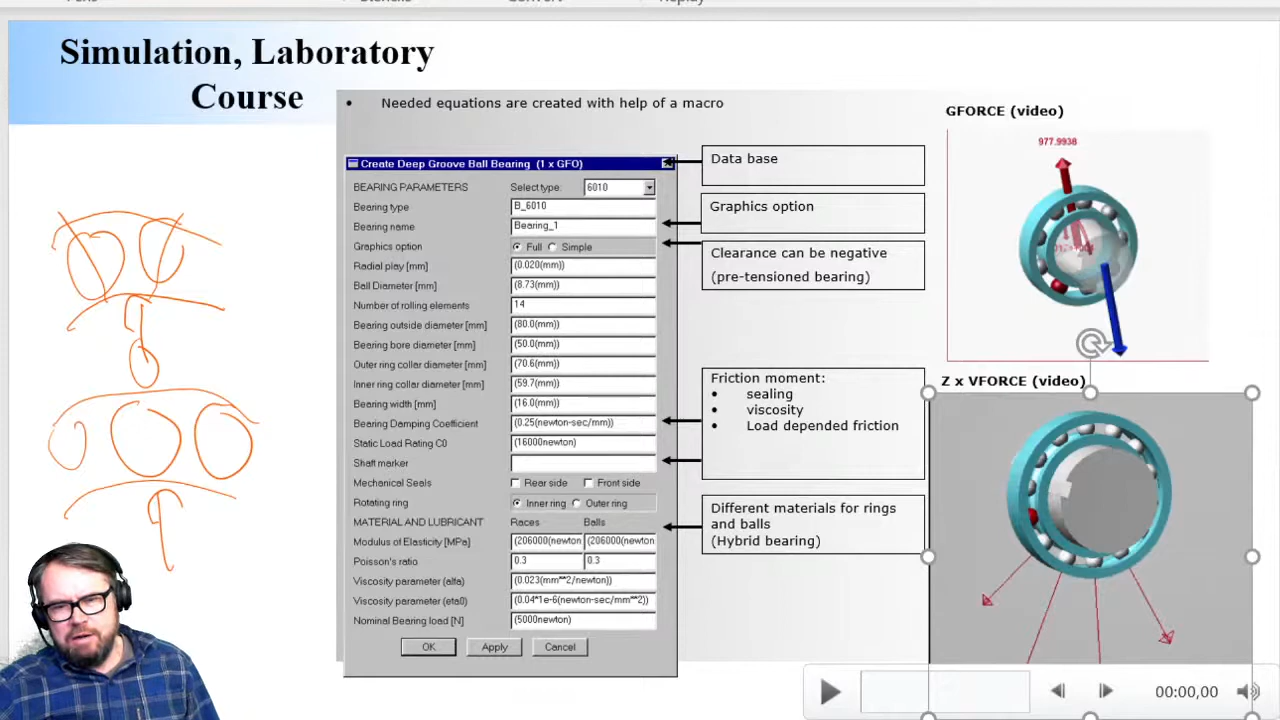 Simulation, Laboratory
Course
• Needed equations are created with help of a macro
Create Deep Groove Ball Bearing (1 x GFO)
BEARING PARAMETERS Select type: 6010
Bearing type B_6010
Bearing name Bearing_1
Graphics option Full Simple
Radial play [mm] (0.020(mm))
Ball Diameter [mm] (8.73(mm))
Number of rolling elements 14
Bearing outside diameter [mm] (80.0(mm))
Bearing bore diameter [mm] (50.0(mm))
Outer ring collar diameter [mm] (70.6(mm))
Inner ring collar diameter [mm] (59.7(mm))
Bearing width [mm] (16.0(mm))
Bearing Damping Coefficient (0.25(newton-sec/mm))
Static Load Rating C0 (16000newton)
Shaft marker
Mechanical Seals Rear side Front side
Rotating ring Inner ring Outer ring
MATERIAL AND LUBRICANT Races Balls
Modulus of Elasticity [MPa] (206000(newton (206000(newton
Poisson's ratio 0.3 0.3
Viscosity parameter (alfa) (0.023(mm**2/newton))
Viscosity parameter (eta0) (0.04*1e-6(newton-sec/mm**2))
Nominal Bearing load [N] (5000newton)
OK Apply Cancel
Data base
Graphics option
Clearance can be negative
(pre-tensioned bearing)
Friction moment:
• sealing
• viscosity
• Load depended friction
Different materials for rings
and balls
(Hybrid bearing)
GFORCE (video)
977.9938
Z x VFORCE (video)
00:00,00